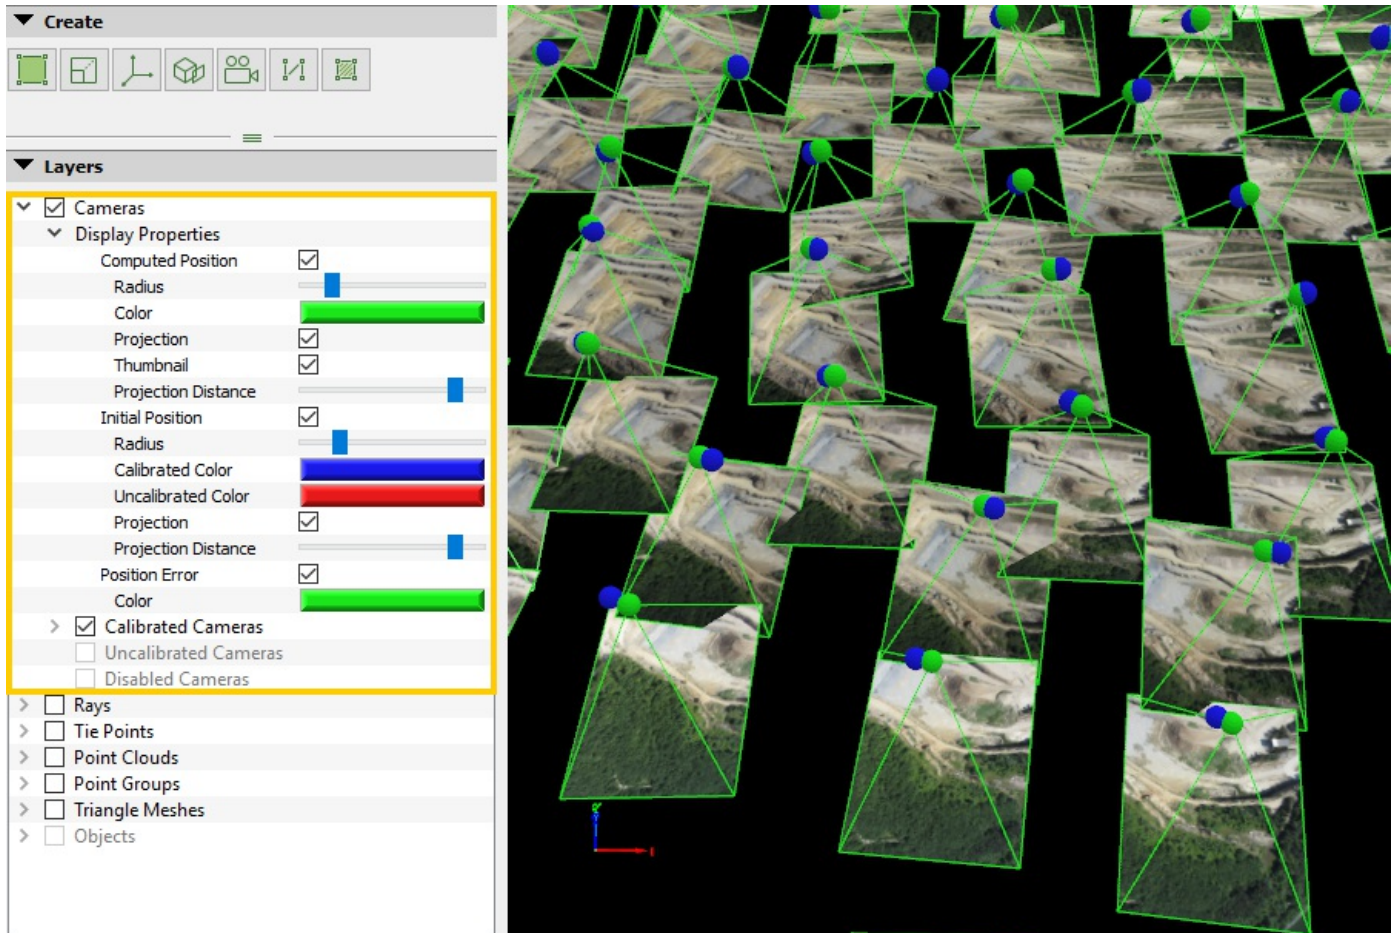 Create
Layers
Cameras
Display Properties
Computed Position
Radius
Color
Projection
Thumbnail
Projection Distance
Initial Position
Radius
Calibrated Color
Uncalibrated Color
Projection
Projection Distance
Position Error
Color
Calibrated Cameras
Uncalibrated Cameras
Disabled Cameras
Rays
Tie Points
Point Clouds
Point Groups
Triangle Meshes
Objects